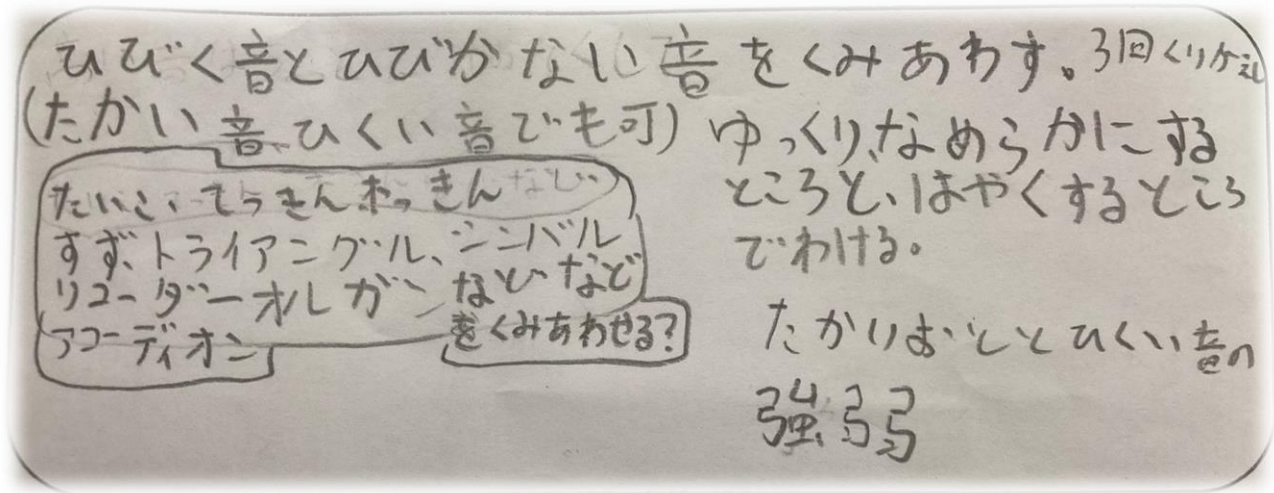 ひびく音とひびかない音をくみあわす。3回くりかえし
(たかい音、ひくい音でも可)
たいこ、てっきんもっきんなど
すず、トライアングル、シンバル
リコーダーオルガンなどなど
アコーディオン
をくみあわせる?
ゆっくり、なめらかにする
ところと、はやくするところ
でわける。
たかいおととひくい音の
強弱